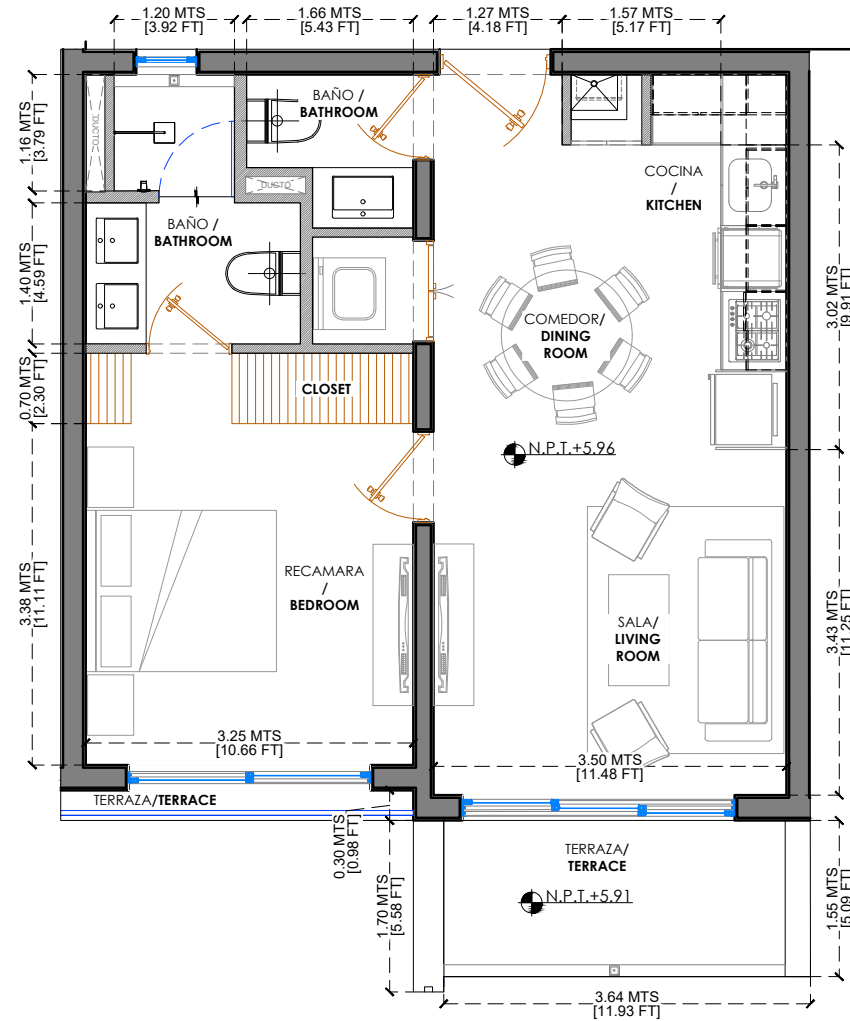 1.20 MTS
[3.92 FT]
1.66 MTS
[5.43 FT]
1.27 MTS
[4.18 FT]
1.57 MTS
[5.17 FT]
1.16 MTS
[3.79 FT]
DUCTO
BAÑO /
BATHROOM
DUCTO
COCINA
/
KITCHEN
1.40 MTS
[4.59 FT]
BAÑO /
BATHROOM
3.02 MTS
[9.91 FT]
COMEDOR/
DINING
ROOM
0.70 MTS
[2.30 FT]
CLOSET
N.P.T.+5.96
3.38 MTS
[11.11 FT]
RECAMARA
/
BEDROOM
SALA/
LIVING
ROOM
3.43 MTS
[11.25 FT]
3.25 MTS
[10.66 FT]
3.50 MTS
[11.48 FT]
TERRAZA/TERRACE
0.30 MTS
[0.98 FT]
1.70 MTS
[5.58 FT]
TERRAZA/
TERRACE
N.P.T.+5.91
1.55 MTS
[5.09 FT]
3.64 MTS
[11.93 FT]